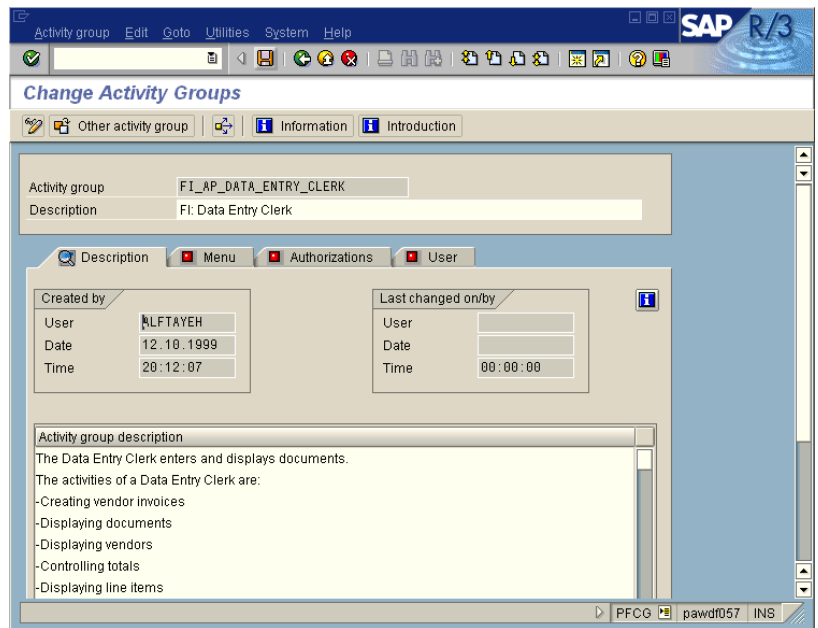 Activity group Edit Goto Utilities System Help
SAP R/3
Change Activity Groups
Other activity group Information Introduction
Activity group FI_AP_DATA_ENTRY_CLERK
Description FI: Data Entry Clerk
Description Menu Authorizations User
Created by Last changed on/by
User ALFTAYEH User
Date 12.10.1999 Date
Time 20:12:07 Time 00:00:00
Activity group description
The Data Entry Clerk enters and displays documents.
The activities of a Data Entry Clerk are:
-Creating vendor invoices
-Displaying documents
-Displaying vendors
-Controlling totals
-Displaying line items
PFCG pawdf057 INS